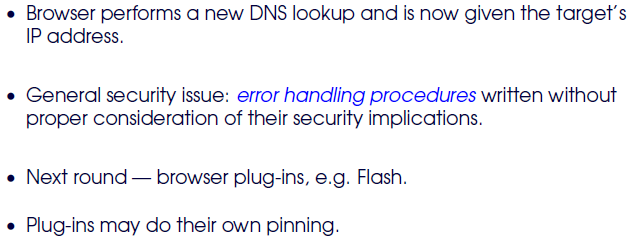 • Browser performs a new DNS lookup and is now given the target's
IP address.
• General security issue: error handling procedures written without
proper consideration of their security implications.
• Next round — browser plug-ins, e.g. Flash.
• Plug-ins may do their own pinning.